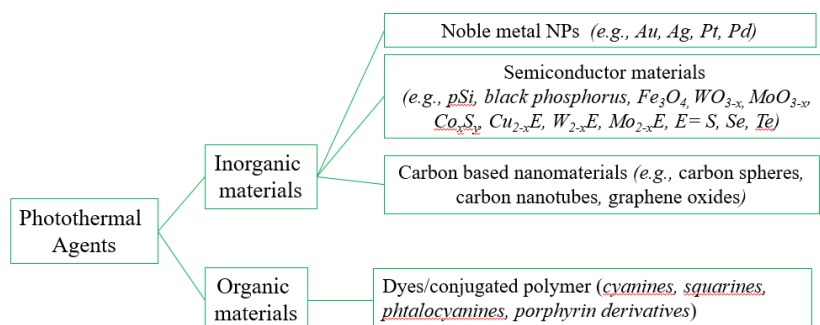 Noble metal NPs (e.g., Au, Ag, Pt, Pd)
Semiconductor materials
(e.g., pSi, black phosphorus, Fe₃O₄, WO₃₋ₓ, MoO₃₋ₓ,
CoₓSᵧ, Cu₂₋ₓE, W₂₋ₓE, Mo₂₋ₓE, E= S, Se, Te)
Inorganic
materials
Carbon based nanomaterials (e.g., carbon spheres,
carbon nanotubes, graphene oxides)
Photothermal
Agents
Organic
materials
Dyes/conjugated polymer (cyanines, squarines,
phtalocyanines, porphyrin derivatives)